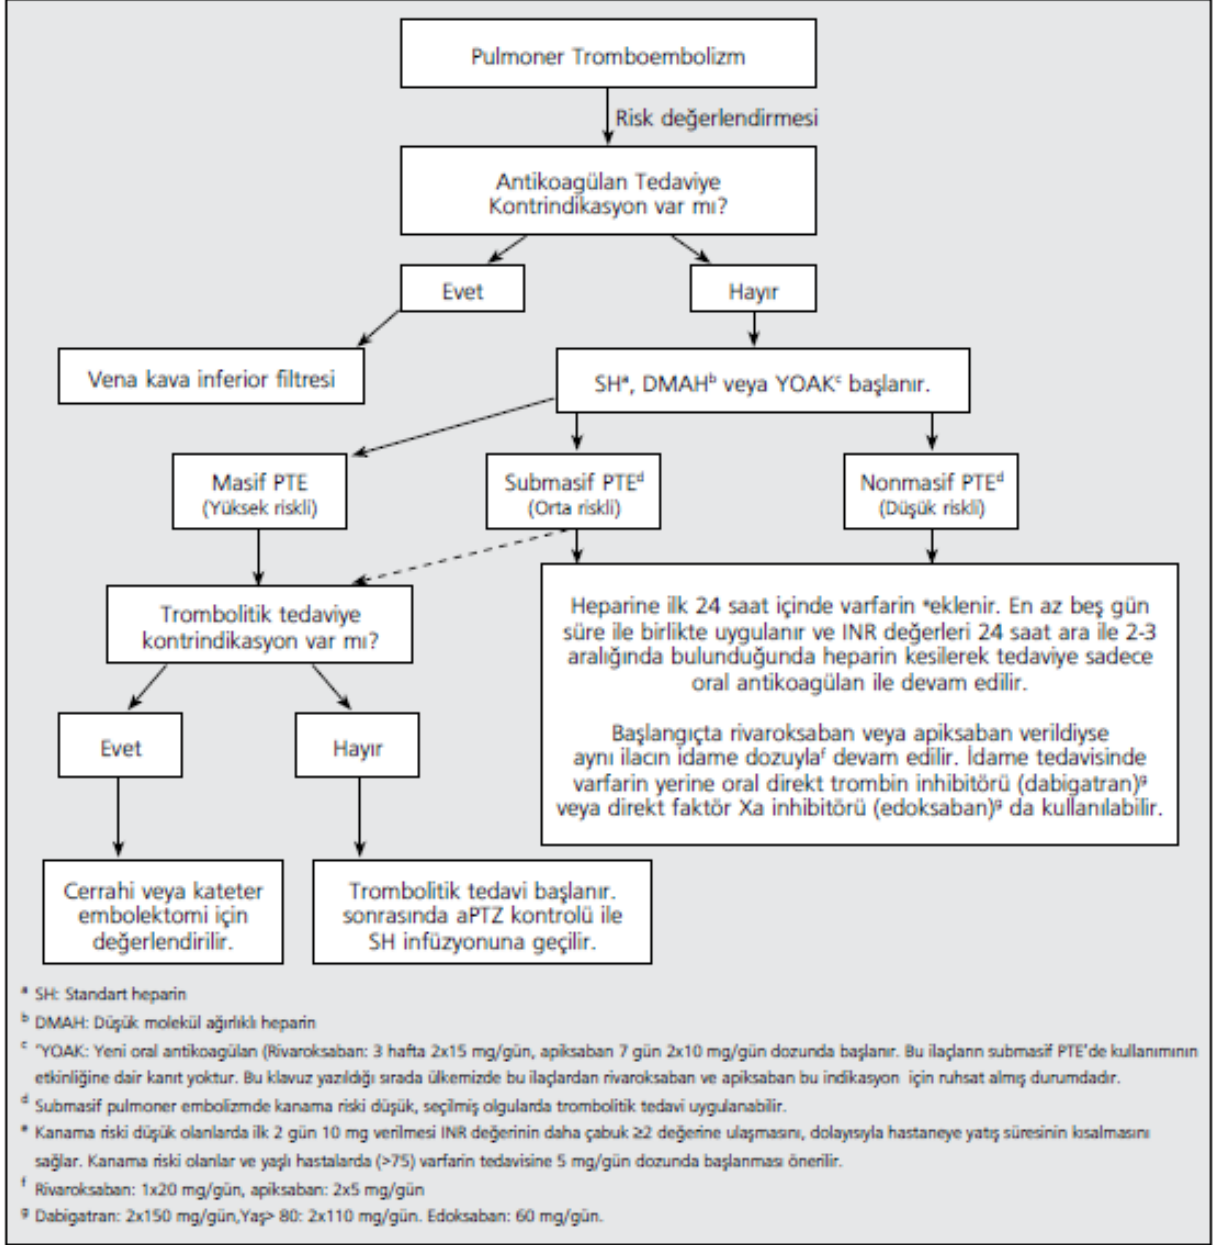 Pulmoner Tromboembolizm
Risk değerlendirmesi
Antikoagülan Tedaviye
Kontrindikasyon var mı?
Evet
Hayır
Vena kava inferior filtresi
SHᵃ, DMAHᵇ veya YOAKᶜ başlanır.
Masif PTE
(Yüksek riskli)
Submasif PTEᵈ
(Orta riskli)
Nonmasif PTEᵈ
(Düşük riskli)
Trombolitik tedaviye
kontrindikasyon var mı?
Heparine ilk 24 saat içinde varfarin ᵉeklenir. En az beş gün
süre ile birlikte uygulanır ve INR değerleri 24 saat ara ile 2-3
aralığında bulunduğunda heparin kesilerek tedaviye sadece
oral antikoagülan ile devam edilir.
Başlangıçta rivaroksaban veya apiksaban verildiyse
aynı ilacın idame dozuylaᶠ devam edilir. İdame tedavisinde
varfarin yerine oral direkt trombin inhibitörü (dabigatran)ᵍ
veya direkt faktör Xa inhibitörü (edoksaban)ᵍ da kullanılabilir.
Evet
Hayır
Cerrahi veya kateter
embolektomi için
değerlendirilir.
Trombolitik tedavi başlanır.
sonrasında aPTZ kontrolü ile
SH infüzyonuna geçilir.
ᵃ SH: Standart heparin
ᵇ DMAH: Düşük molekül ağırlıklı heparin
ᶜ "YOAK: Yeni oral antikoagülan (Rivaroksaban: 3 hafta 2x15 mg/gün, apiksaban 7 gün 2x10 mg/gün dozunda başlanır. Bu ilaçların submasif PTE'de kullanımının
etkinliğine dair kanıt yoktur. Bu klavuz yazıldığı sırada ülkemizde bu ilaçlardan rivaroksaban ve apiksaban bu indikasyon için ruhsat almış durumdadır.
ᵈ Submasif pulmoner embolizmde kanama riski düşük, seçilmiş olgularda trombolitik tedavi uygulanabilir.
ᵉ Kanama riski düşük olanlarda ilk 2 gün 10 mg verilmesi INR değerinin daha çabuk ≥2 değerine ulaşmasını, dolayısıyla hastaneye yatış süresinin kısalmasını
sağlar. Kanama riski olanlar ve yaşlı hastalarda (>75) varfarin tedavisine 5 mg/gün dozunda başlanması önerilir.
ᶠ Rivaroksaban: 1x20 mg/gün, apiksaban: 2x5 mg/gün
ᵍ Dabigatran: 2x150 mg/gün,Yaş> 80: 2x110 mg/gün. Edoksaban: 60 mg/gün.